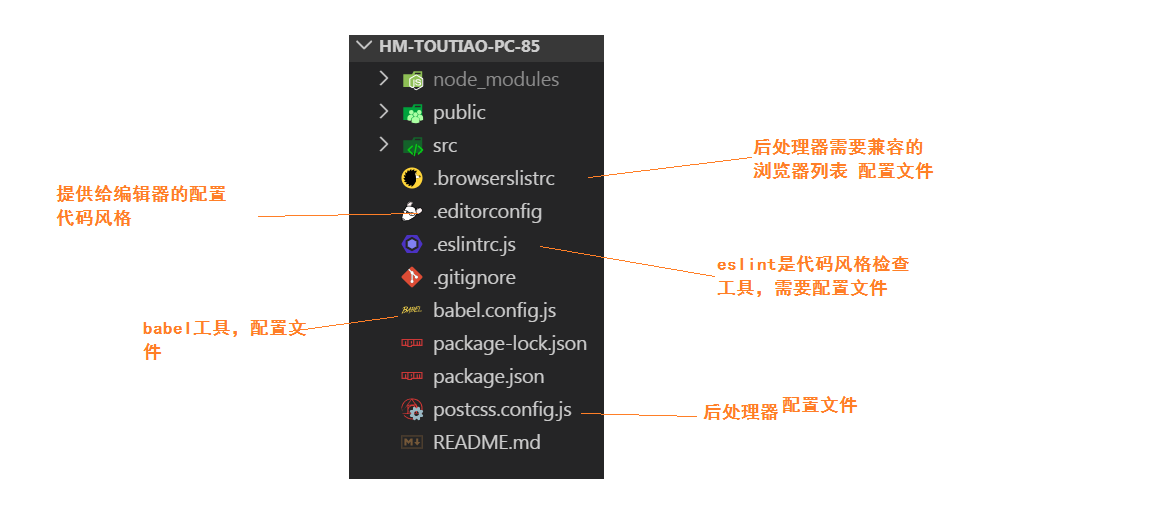 HM-TOUTIAO-PC-85
node_modules
public
src
.browserslistrc
.editorconfig
.eslintrc.js
.gitignore
babel.config.js
package-lock.json
package.json
postcss.config.js
README.md
后处理器需要兼容的
浏览器列表 配置文件
提供给编辑器的配置
代码风格
eslint是代码风格检查
工具，需要配置文件
babel工具，配置文
件
后处理器 配置文件